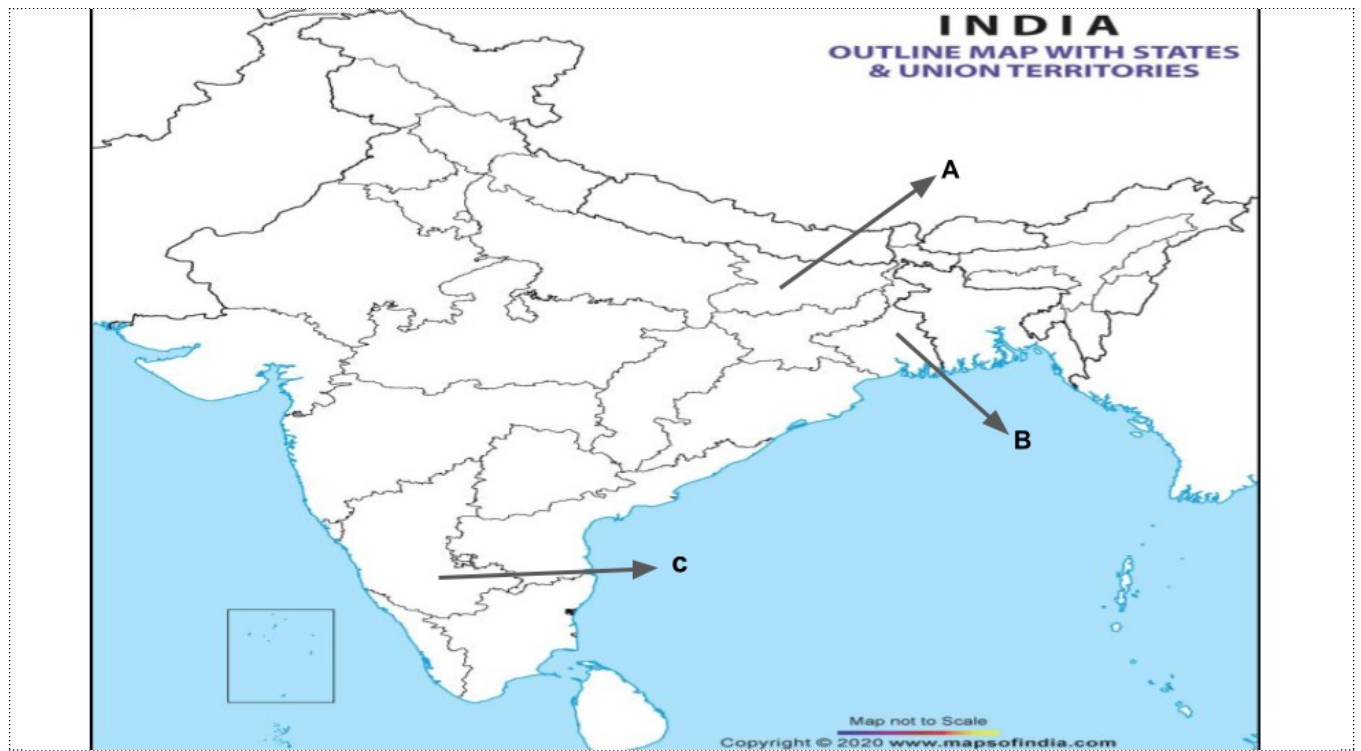 INDIA
OUTLINE MAP WITH STATES
& UNION TERRITORIES
A
B
C
Map not to Scale
Copyright © 2020 www.mapsofindia.com